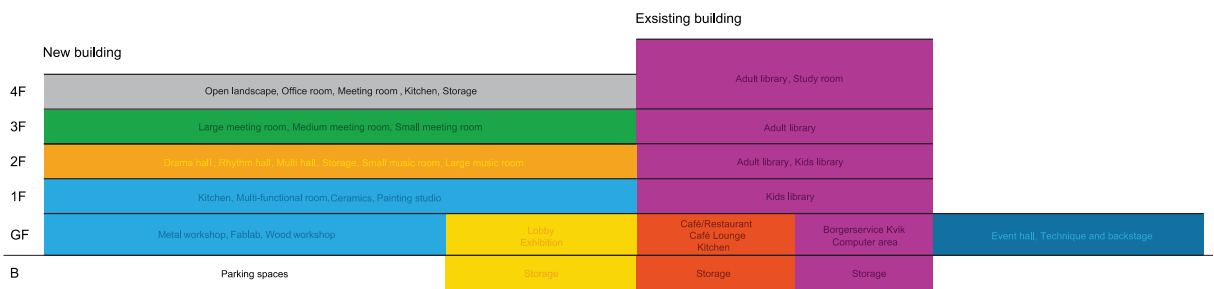 Exsisting building
New building
4F
Open landscape, Office room, Meeting room , Kitchen, Storage
Adult library, Study room
3F
Large meeting room, Medium meeting room, Small meeting room
Adult library
2F
Drama hall, Rhythm hall, Multi hall, Storage, Small music room, Large music room
Adult library, Kids library
1F
Kitchen, Multi-functional room,Ceramics, Painting studio
Kids library
GF
Metal workshop, Fablab, Wood workshop
Lobby
Exhibition
Café/Restaurant
Café Lounge
Kitchen
Borgerservice Kvik
Computer area
Event hall, Technique and backstage
B
Parking spaces
Storage
Storage
Storage